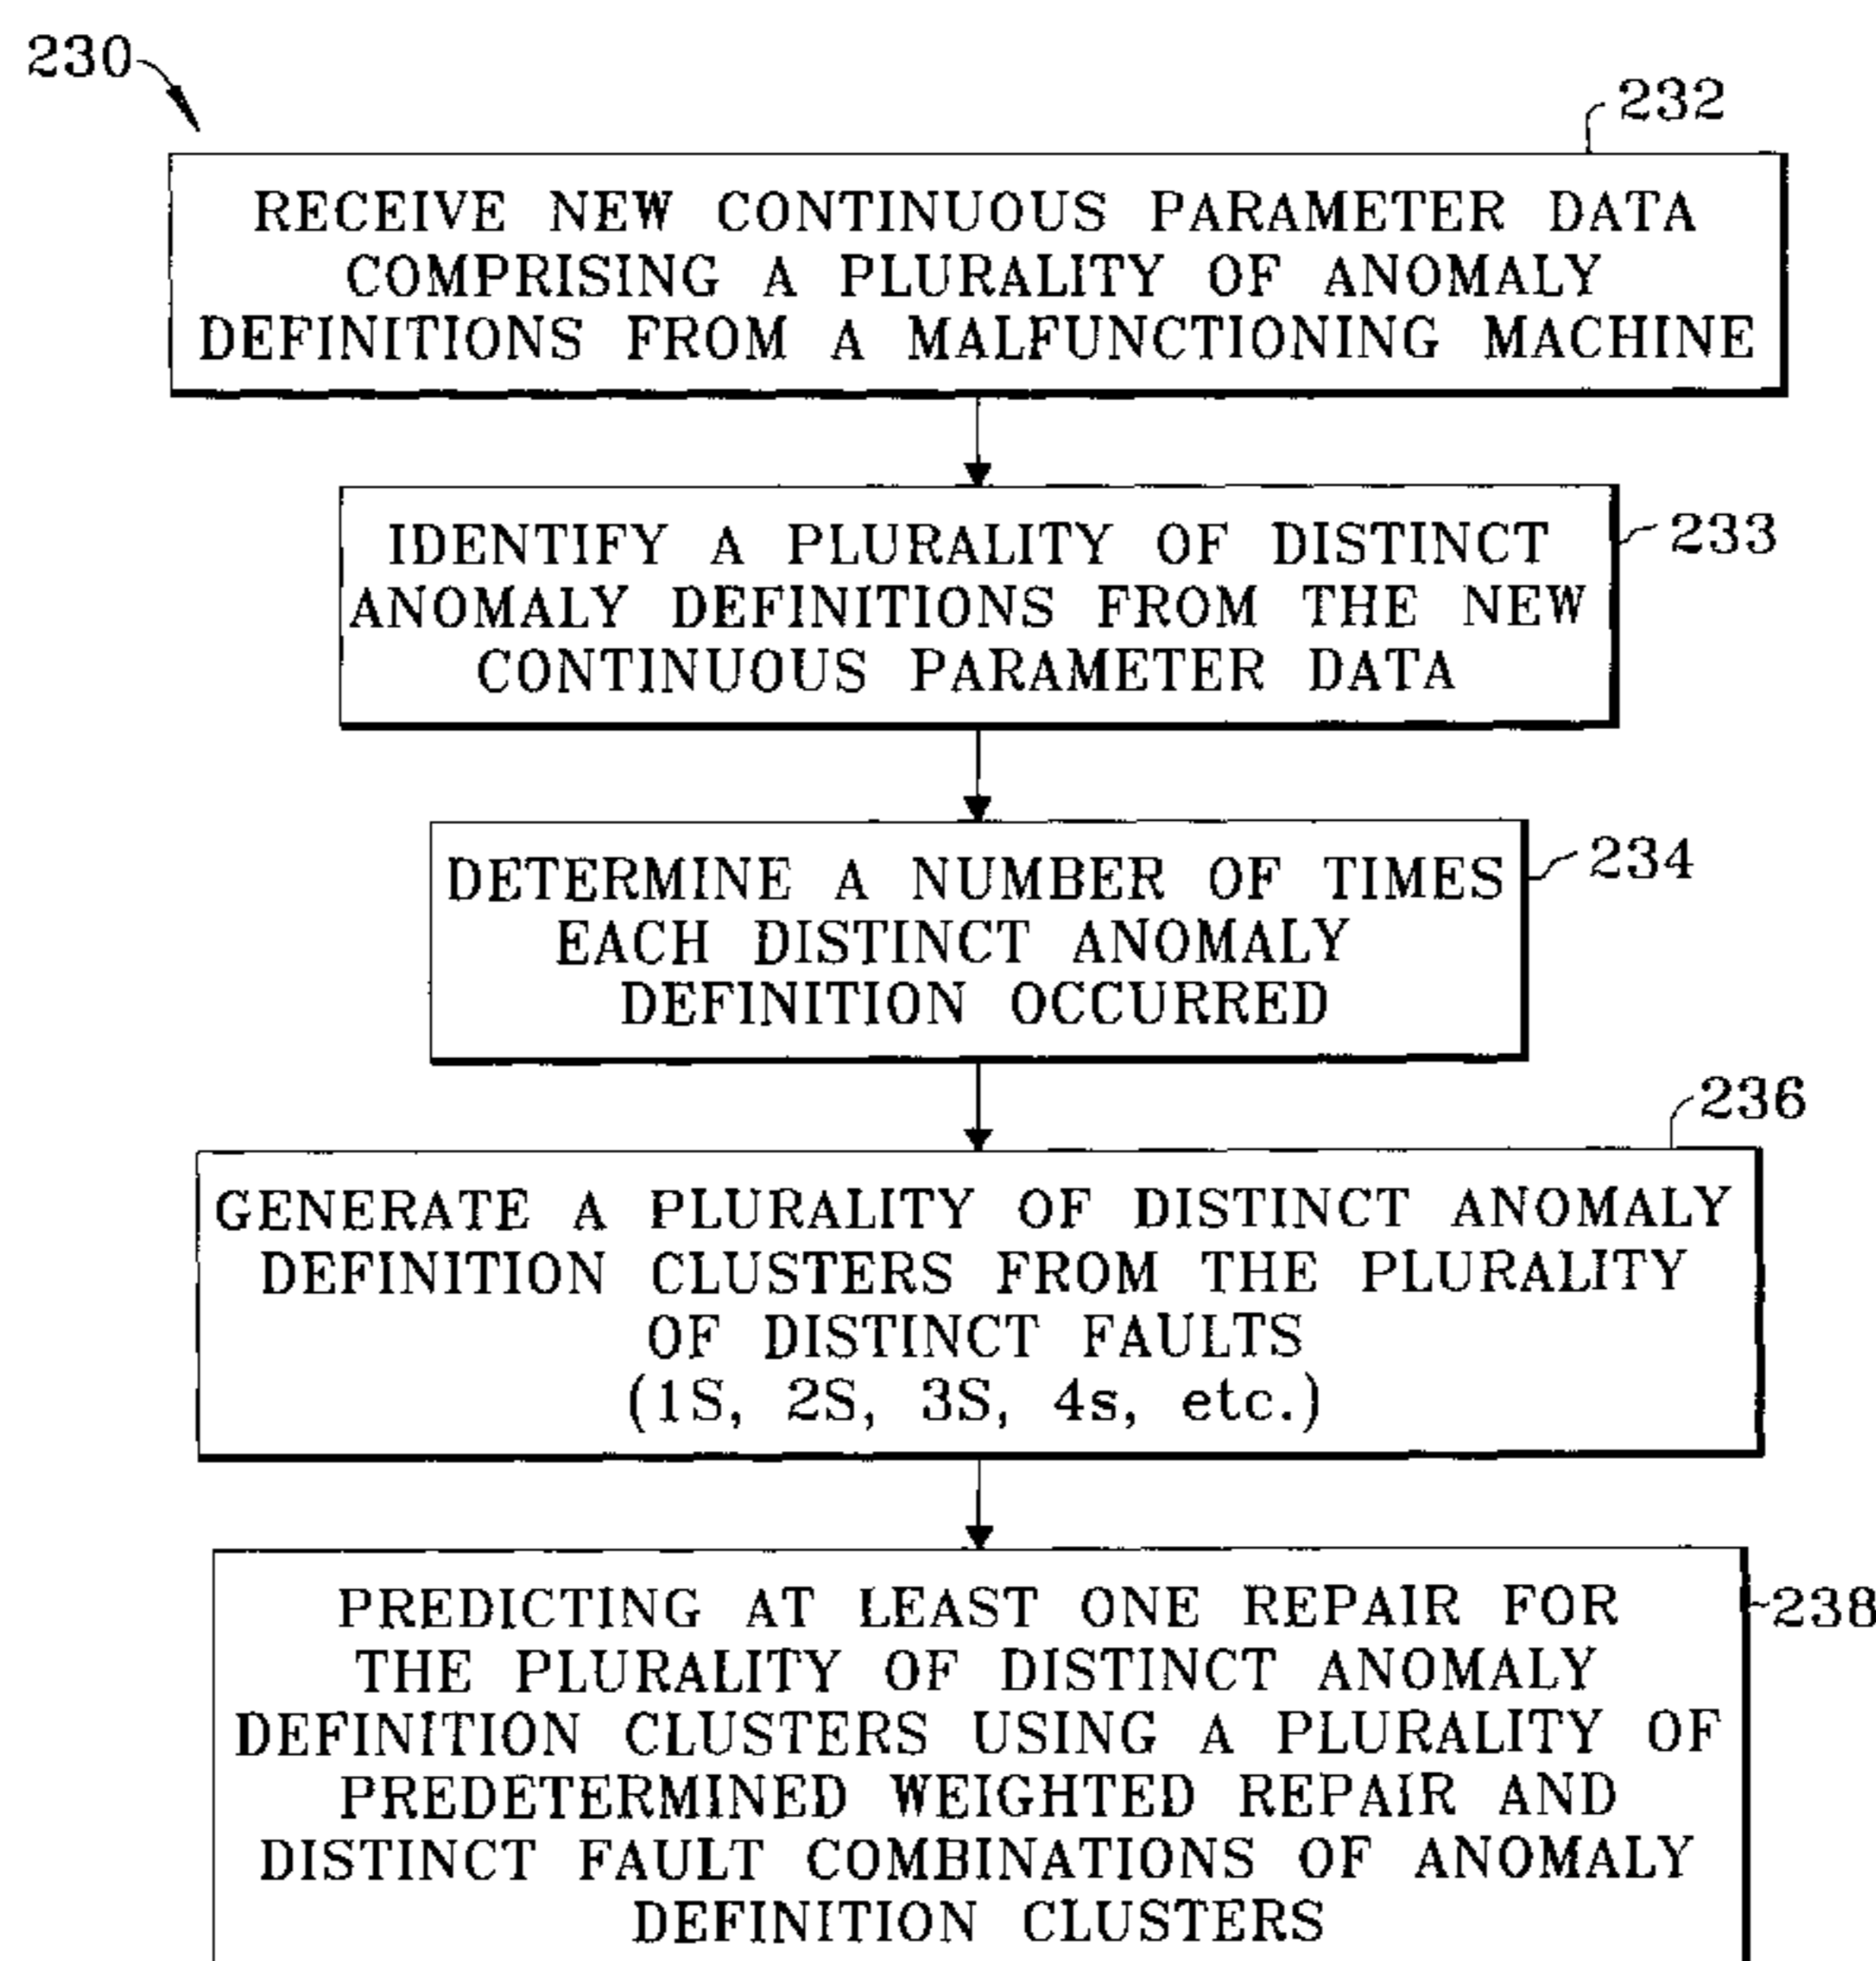 230
232
RECEIVE NEW CONTINUOUS PARAMETER DATA
COMPRISING A PLURALITY OF ANOMALY
DEFINITIONS FROM A MALFUNCTIONING MACHINE
233
IDENTIFY A PLURALITY OF DISTINCT
ANOMALY DEFINITIONS FROM THE NEW
CONTINUOUS PARAMETER DATA
234
DETERMINE A NUMBER OF TIMES
EACH DISTINCT ANOMALY
DEFINITION OCCURRED
236
GENERATE A PLURALITY OF DISTINCT ANOMALY
DEFINITION CLUSTERS FROM THE PLURALITY
OF DISTINCT FAULTS
(1S, 2S, 3S, 4s, etc.)
238
PREDICTING AT LEAST ONE REPAIR FOR
THE PLURALITY OF DISTINCT ANOMALY
DEFINITION CLUSTERS USING A PLURALITY OF
PREDETERMINED WEIGHTED REPAIR AND
DISTINCT FAULT COMBINATIONS OF ANOMALY
DEFINITION CLUSTERS